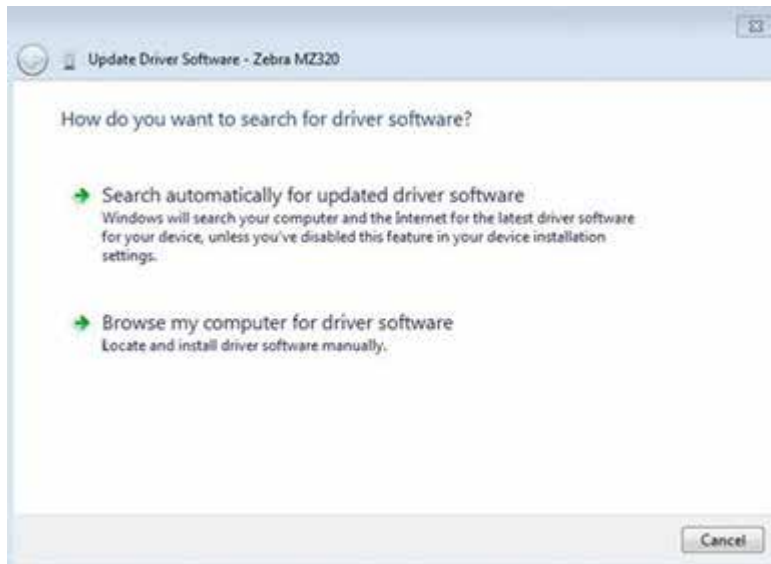 Update Driver Software - Zebra MZ320
How do you want to search for driver software?
Search automatically for updated driver software
Windows will search your computer and the Internet for the latest driver software
for your device, unless you've disabled this feature in your device installation
settings.
Browse my computer for driver software
Locate and install driver software manually.
Cancel